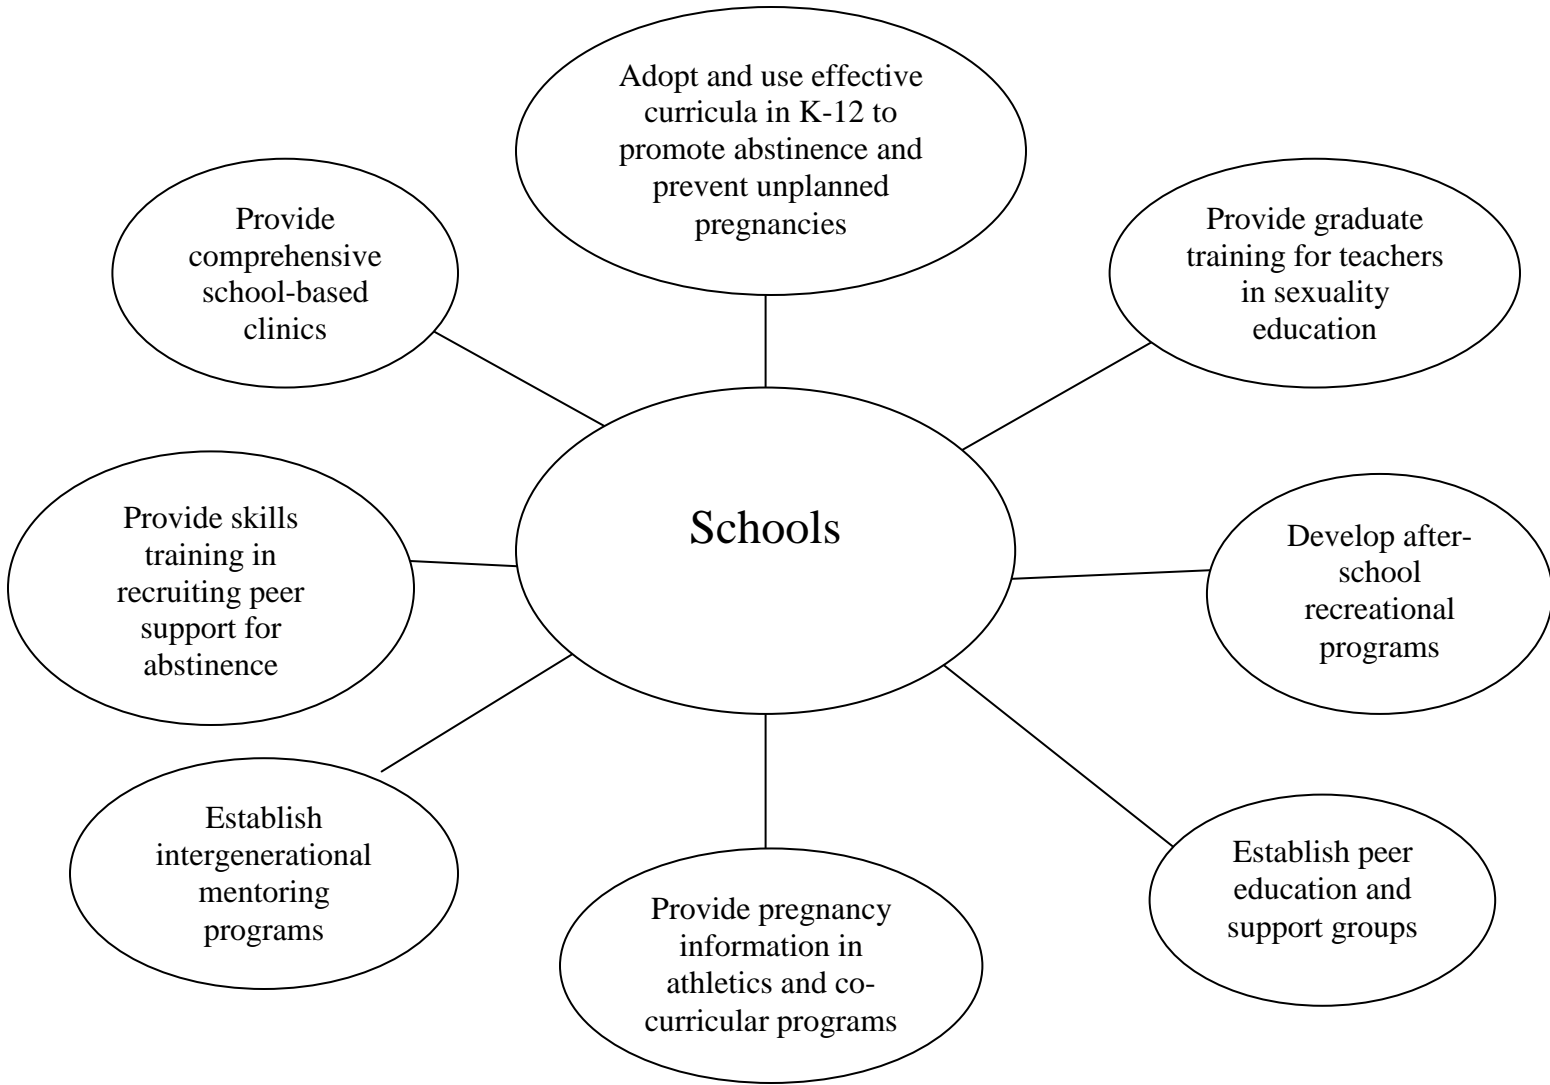 Adopt and use effective
curricula in K-12 to
promote abstinence and
prevent unplanned
pregnancies
Provide
comprehensive
school-based
clinics
Provide graduate
training for teachers
in sexuality
education
Schools
Provide skills
training in
recruiting peer
support for
abstinence
Develop after-
school
recreational
programs
Establish
intergenerational
mentoring
programs
Provide pregnancy
information in
athletics and co-
curricular programs
Establish peer
education and
support groups